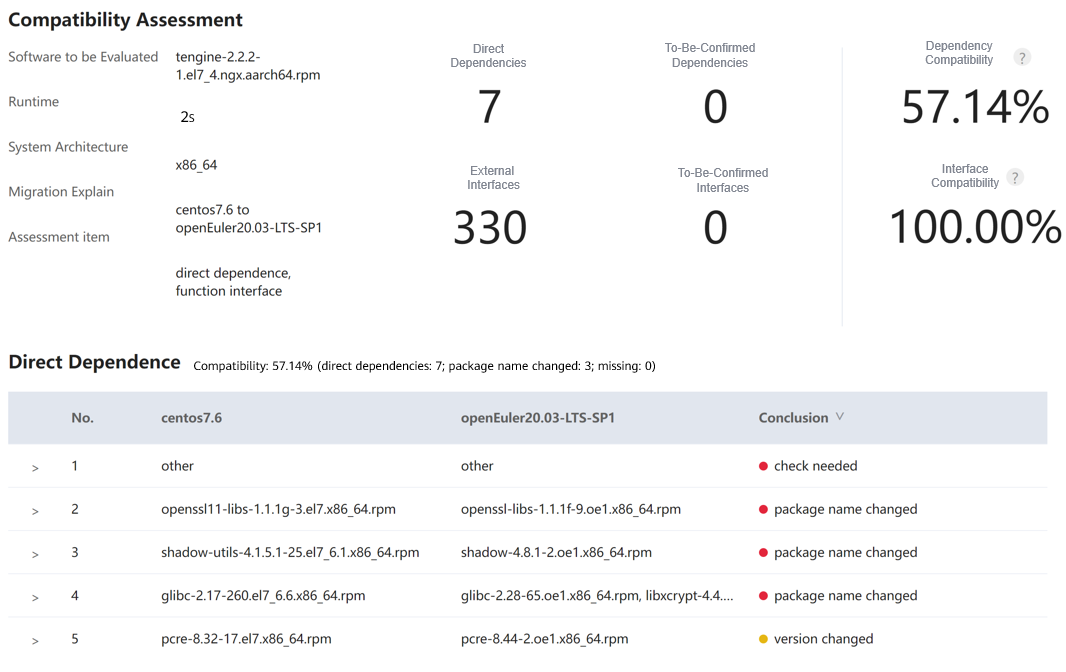 Compatibility Assessment
Software to be Evaluated
tengine-2.2.2-
1.el7_4.ngx.aarch64.rpm
Runtime
2s
System Architecture
x86_64
Migration Explain
centos7.6 to
openEuler20.03-LTS-SP1
Assessment item
direct dependence,
function interface
Direct
Dependencies
7
To-Be-Confirmed
Dependencies
0
Dependency
Compatibility ?
57.14%
External
Interfaces
330
To-Be-Confirmed
Interfaces
0
Interface
Compatibility ?
100.00%
Direct Dependence Compatibility: 57.14% (direct dependencies: 7; package name changed: 3; missing: 0)
No. centos7.6 openEuler20.03-LTS-SP1 Conclusion
> 1 other other check needed
> 2 openssl11-libs-1.1.1g-3.el7.x86_64.rpm openssl-libs-1.1.1f-9.oe1.x86_64.rpm package name changed
> 3 shadow-utils-4.1.5.1-25.el7_6.1.x86_64.rpm shadow-4.8.1-2.oe1.x86_64.rpm package name changed
> 4 glibc-2.17-260.el7_6.6.x86_64.rpm glibc-2.28-65.oe1.x86_64.rpm, libxcrypt-4.4.... package name changed
> 5 pcre-8.32-17.el7.x86_64.rpm pcre-8.44-2.oe1.x86_64.rpm version changed